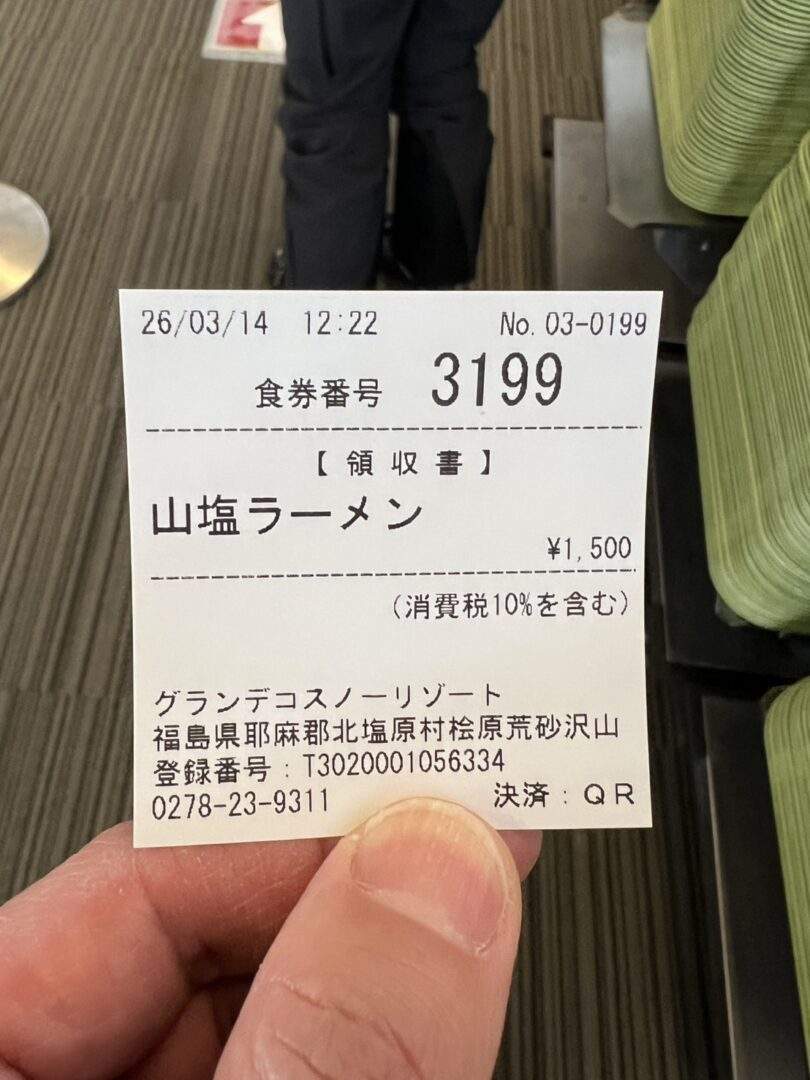 26/03/14 12:22 No. 03-0199
食券番号 3199
【領収書】
山塩ラーメン
¥1,500
(消費税10%を含む)
グランデコスノーリゾート
福島県耶麻郡北塩原村桧原荒砂沢山
登録番号：T3020001056334
0278-23-9311 決済：QR